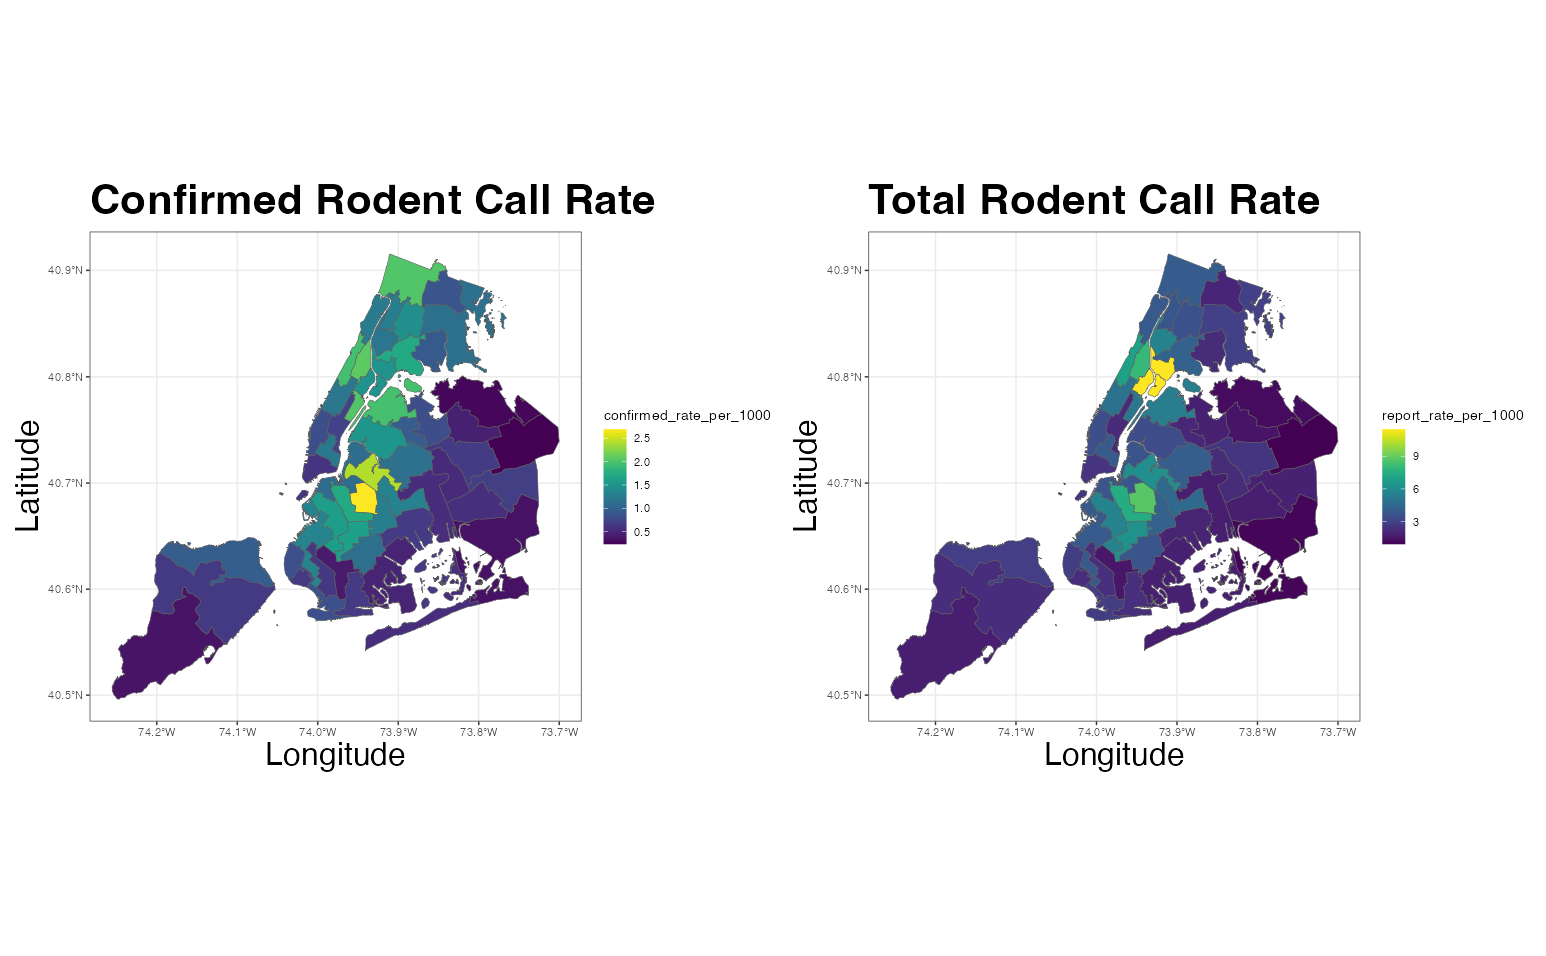 Confirmed Rodent Call Rate
Latitude
40.9°N
40.8°N
40.7°N
40.6°N
40.5°N
74.2°W 74.1°W 74.0°W 73.9°W 73.8°W 73.7°W
Longitude
confirmed_rate_per_1000
2.5
2.0
1.5
1.0
0.5
Total Rodent Call Rate
Latitude
40.9°N
40.8°N
40.7°N
40.6°N
40.5°N
74.2°W 74.1°W 74.0°W 73.9°W 73.8°W 73.7°W
Longitude
report_rate_per_1000
9
6
3